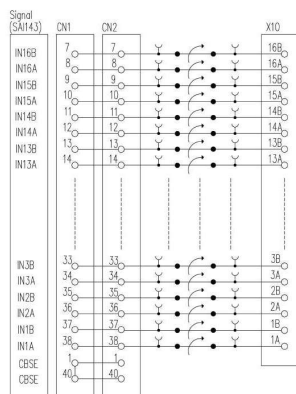 Signal
(SAI143) CN1 CN2 X10
IN16B 7 7 16B
IN16A 8 8 16A
IN15B 9 9 15B
IN15A 10 10 15A
IN14B 11 11 14B
IN14A 12 12 14A
IN13B 13 13 13B
IN13A 14 14 13A
IN3B 33 33 3B
IN3A 34 34 3A
IN2B 35 35 2B
IN2A 36 36 2A
IN1B 37 37 1B
IN1A 38 38 1A
CBSE 1 1
CBSE 40 40